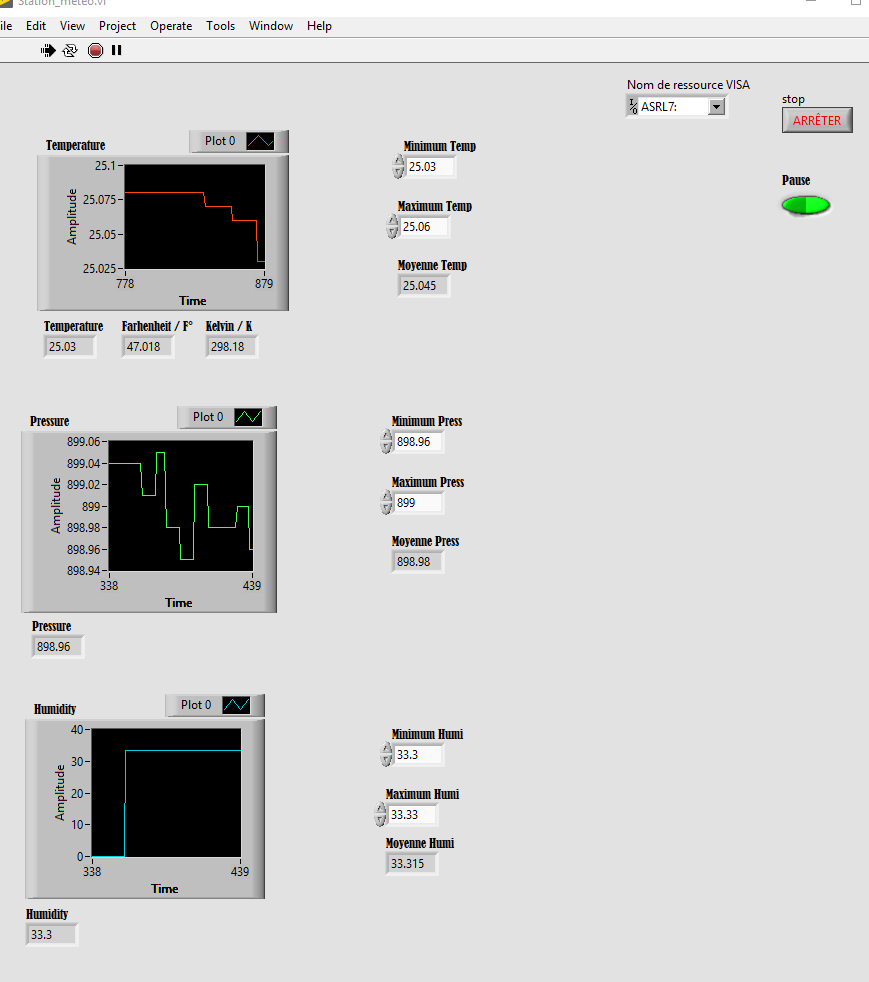 Station_meteo.vi
ile Edit View Project Operate Tools Window Help
Nom de ressource VISA
I/O ASRL7:
stop
ARRÊTER
Pause
Temperature
Plot 0
Amplitude
25.1
25.075
25.05
25.025
778 879
Time
Minimum Temp
25.03
Maximum Temp
25.06
Moyenne Temp
25.045
Temperature Farhenheit / F° Kelvin / K
25.03 47.018 298.18
Pressure
Plot 0
Amplitude
899.06
899.04
899.02
899
898.98
898.96
898.94
338 439
Time
Minimum Press
898.96
Maximum Press
899
Moyenne Press
898.98
Pressure
898.96
Humidity
Plot 0
Amplitude
40
30
20
10
0
338 439
Time
Minimum Humi
33.3
Maximum Humi
33.33
Moyenne Humi
33.315
Humidity
33.3